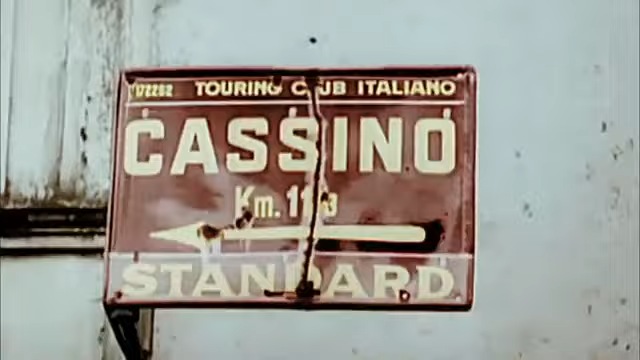 TOURING CLUB ITALIANO
CASSINO
Km.
STANDARD